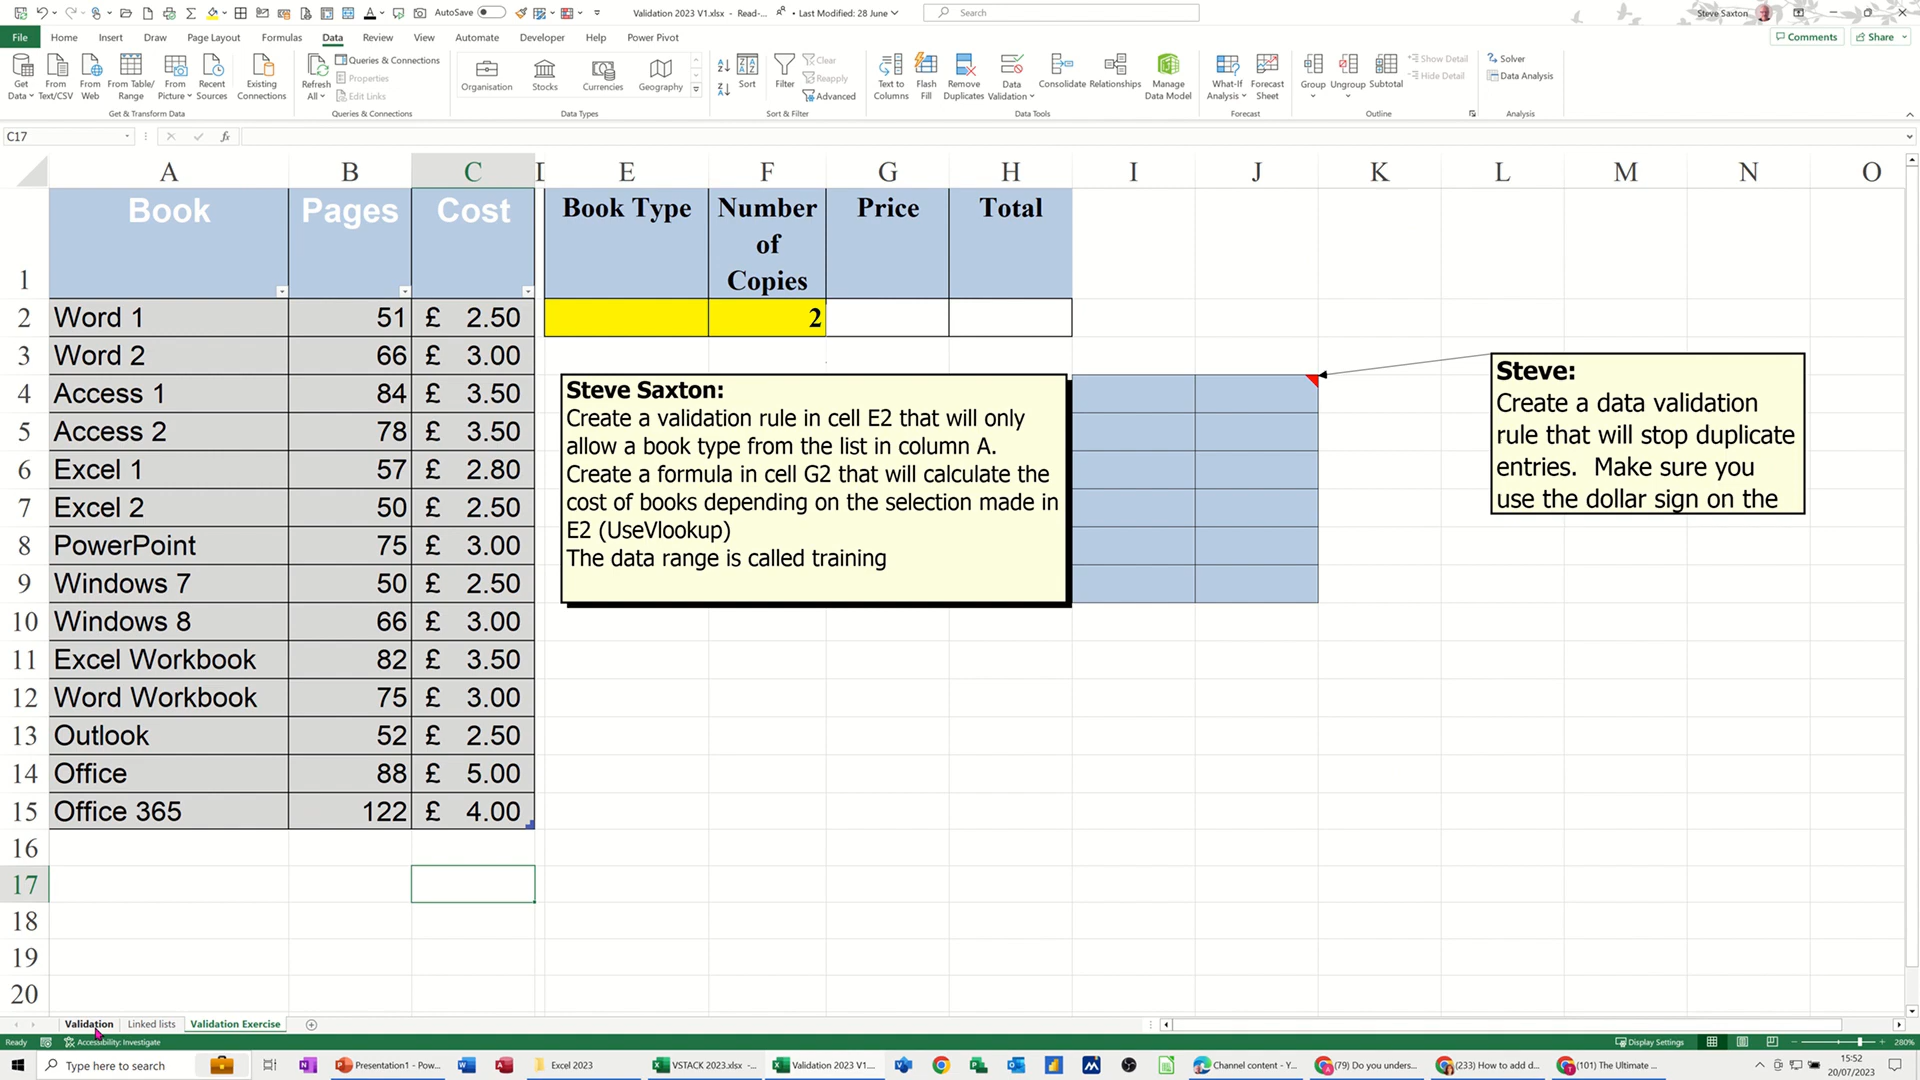 AutoSave
Validation 2023 V1.xlsx - Read-...
• Last Modified: 28 June
Search
Steve Saxton
File Home Insert Draw Page Layout Formulas Data Review View Automate Developer Help Power Pivot
Comments Share
Get Data
From Text/CSV
From Web
From Table/ Range
From Picture
Recent Sources
Existing Connections
Get & Transform Data
Refresh All
Queries & Connections
Properties
Edit Links
Queries & Connections
Organisation Stocks Currencies Geography
Data Types
Sort
Filter
Clear
Reapply
Advanced
Sort & Filter
Text to Columns
Flash Fill
Remove Duplicates
Data Validation
Consolidate
Relationships
Manage Data Model
Data Tools
What-If Analysis
Forecast Sheet
Forecast
Group
Ungroup
Subtotal
Show Detail
Hide Detail
Outline
Solver
Data Analysis
Analysis
C17
fx
A B C E F G H I J K L M N O
1 Book Pages Cost Book Type Number of Copies Price Total
2 Word 1 51 £ 2.50 2
3 Word 2 66 £ 3.00
4 Access 1 84 £ 3.50
5 Access 2 78 £ 3.50
6 Excel 1 57 £ 2.80
7 Excel 2 50 £ 2.50
8 PowerPoint 75 £ 3.00
9 Windows 7 50 £ 2.50
10 Windows 8 66 £ 3.00
11 Excel Workbook 82 £ 3.50
12 Word Workbook 75 £ 3.00
13 Outlook 52 £ 2.50
14 Office 88 £ 5.00
15 Office 365 122 £ 4.00
16
17
18
19
20
Steve Saxton:
Create a validation rule in cell E2 that will only
allow a book type from the list in column A.
Create a formula in cell G2 that will calculate the
cost of books depending on the selection made in
E2 (UseVlookup)
The data range is called training
Steve:
Create a data validation
rule that will stop duplicate
entries. Make sure you
use the dollar sign on the
Validation Linked lists Validation Exercise
Ready Accessibility: Investigate
Display Settings 280%
Type here to search
Presentation1 - Pow...
Excel 2023
VSTACK 2023.xlsx -...
Validation 2023 V1....
Channel content - Y...
(79) Do you unders...
(233) How to add d...
(101) The Ultimate ...
15:52
20/07/2023